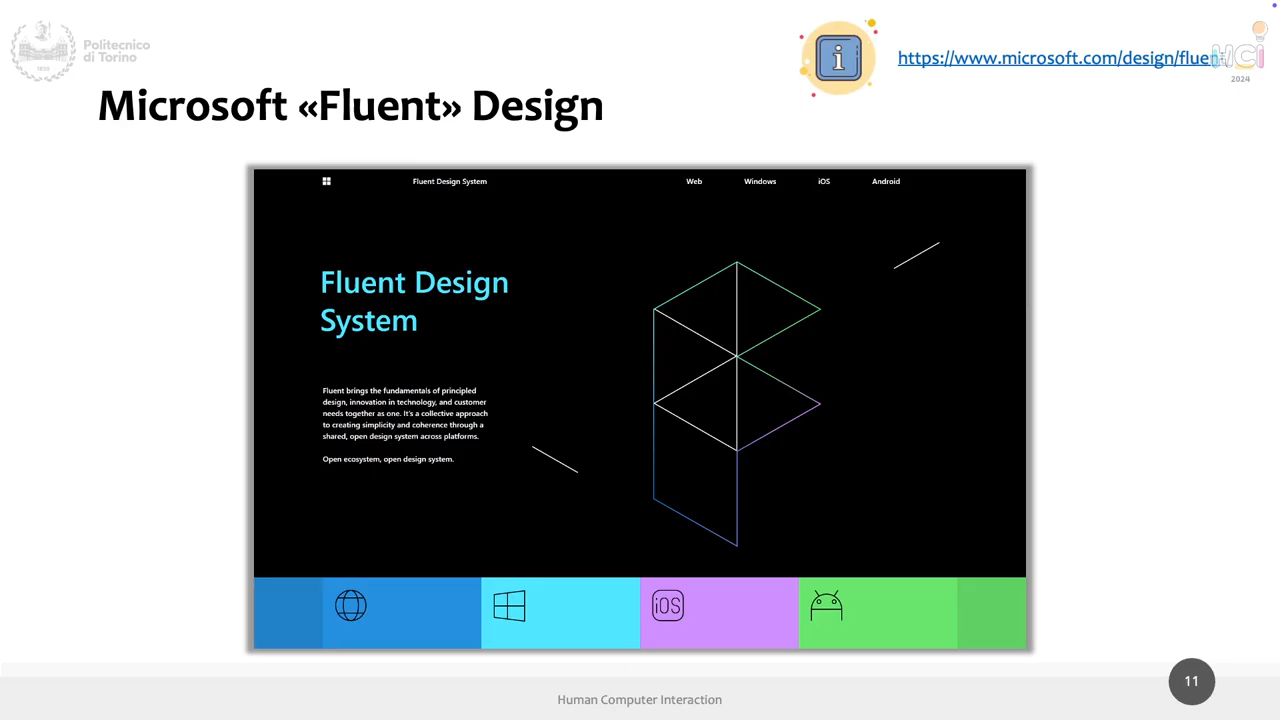 Politecnico
di Torino
1859
https://www.microsoft.com/design/fluent
HCI
2024
Microsoft «Fluent» Design
Fluent Design System
Web
Windows
iOS
Android
Fluent Design
System
Fluent brings the fundamentals of principled
design, innovation in technology, and customer
needs together as one. It's a collective approach
to creating simplicity and coherence through a
shared, open design system across platforms.
Open ecosystem, open design system.
iOS
11
Human Computer Interaction